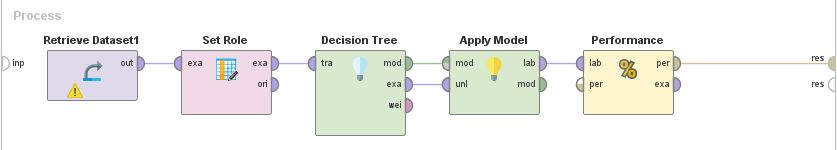 Process
Retrieve Dataset1 Set Role Decision Tree Apply Model Performance
inp out exa exa tra mod mod lab lab per res
ori exa unl mod per exa res
wei